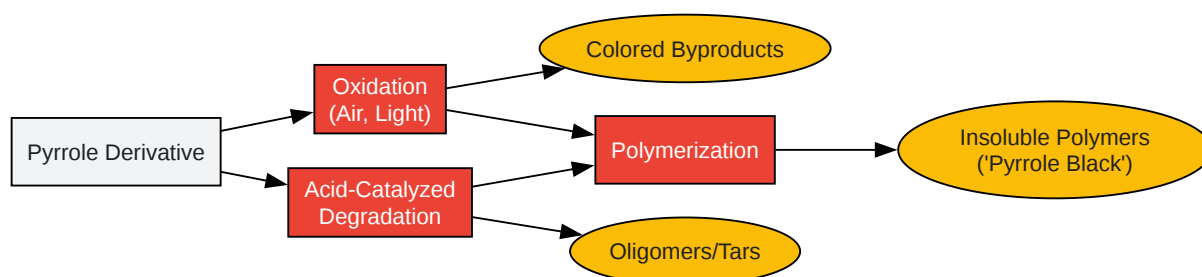 Colored Byproducts
Oxidation
(Air, Light)
Pyrrole Derivative
Polymerization
Insoluble Polymers
('Pyrrole Black')
Acid-Catalyzed
Degradation
Oligomers/Tars